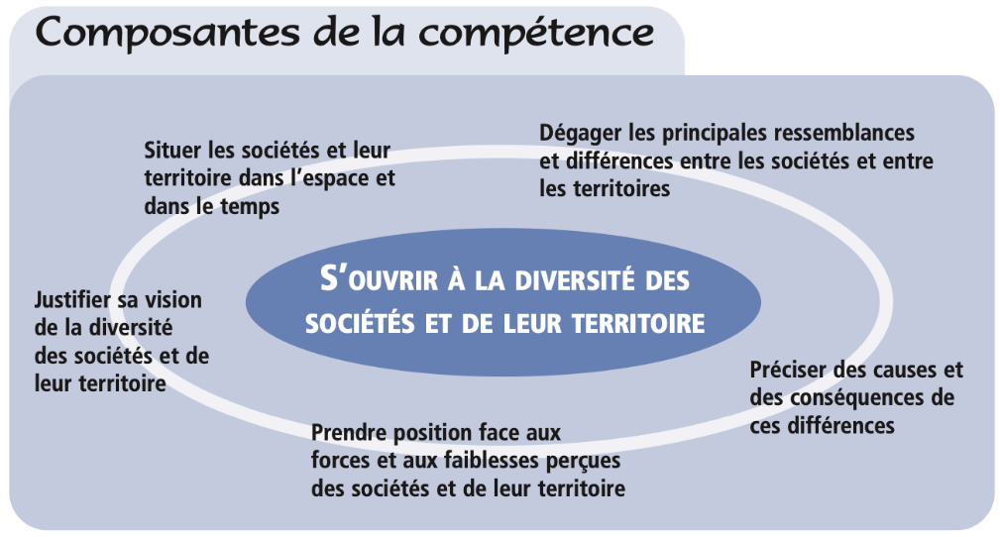 Composantes de la compétence
Situer les sociétés et leur
territoire dans l'espace et
dans le temps
Dégager les principales ressemblances
et différences entre les sociétés et entre
les territoires
S'OUVRIR À LA DIVERSITÉ DES
SOCIÉTÉS ET DE LEUR TERRITOIRE
Justifier sa vision
de la diversité
des sociétés et de
leur territoire
Préciser des causes et
des conséquences de
ces différences
Prendre position face aux
forces et aux faiblesses perçues
des sociétés et de leur territoire